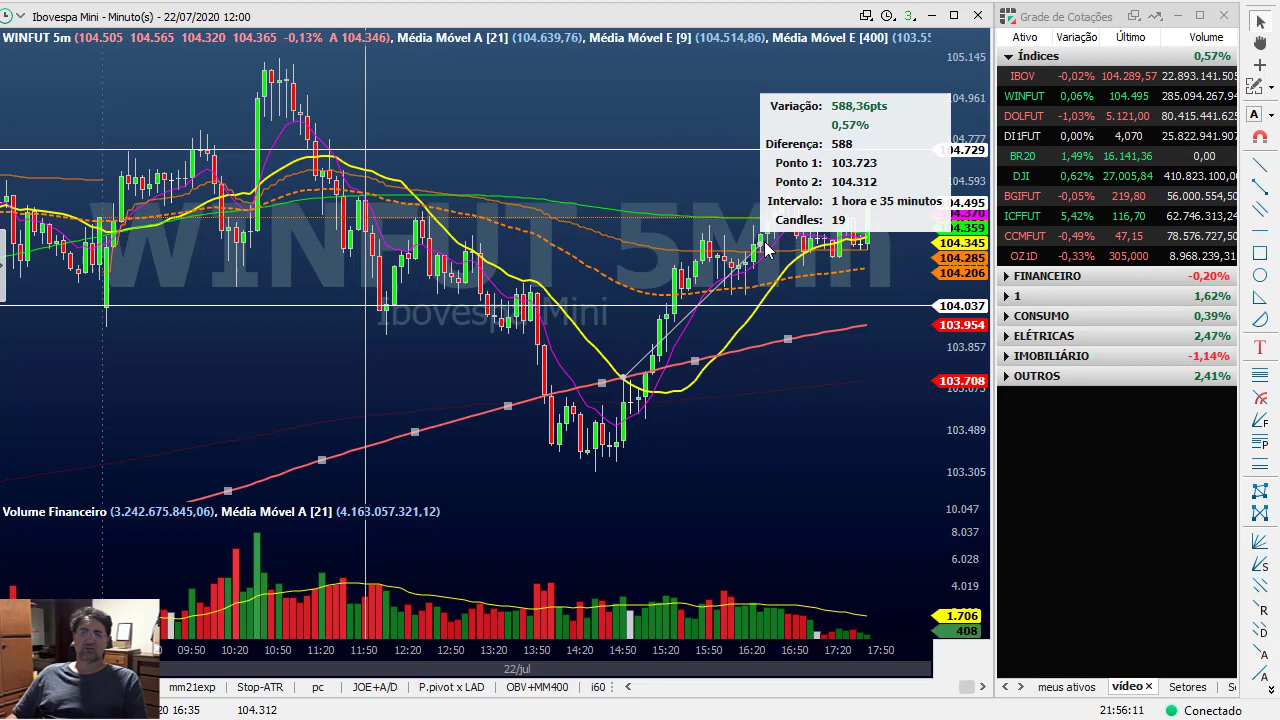 Ibovespa Mini - Minuto(s) - 22/07/2020 12:00
3.
WINFUT 5m (104.505 104.565 104.320 104.365 -0,13% A 104.346), Média Móvel A [21] (104.639,76), Média Móvel E [9] (104.514,86), Média Móvel E [400] (103.5
WINFUT 5M
Ibovespa Mini
Variação: 588,36pts
0,57%
Diferença: 588
Ponto 1: 103.723
Ponto 2: 104.312
Intervalo: 1 hora e 35 minutos
Candles: 19
105.145
104.961
104.777
104.729
104.593
104.495
104.370
104.359
104.345
104.285
104.206
104.037
103.954
103.857
103.708
103.489
103.305
Volume Financeiro (3.242.675.845,06), Média Móvel A [21] (4.163.057.321,12)
10.047
8.037
6.028
4.019
1.706
408
09:50 10:20 10:50 11:20 11:50 12:20 12:50 13:20 13:50 14:20 14:50 15:20 15:50 16:20 16:50 17:20 17:50
22/jul
mm21exp Stop-ATR pc JOE+A/D P.pivot x LAD OBV+MM400 i60
20 16:35 104.312
Grade de Cotações
Ativo Variação Último Volume
Índices 0,57%
IBOV -0,02% 104.289,57 22.893.141.505
WINFUT 0,06% 104.495 285.094.267.94
DOLFUT -1,03% 5.121,00 80.415.441.625
DI1FUT 0,00% 4,070 25.822.941.907
BR20 1,49% 16.141,36 0,00
DJI 0,62% 27.005,84 410.823.100,00
BGIFUT -0,05% 219,80 56.000.554,50
ICFFUT 5,42% 116,70 62.746.313,00
CCMFUT -0,49% 47,15 78.576.727,50
OZ1D -0,33% 305,000 8.968.239,31
FINANCEIRO -0,20%
1 1,62%
CONSUMO 0,39%
ELÉTRICAS 2,47%
IMOBILIÁRIO -1,14%
OUTROS 2,41%
meus ativos vídeo Setores
21:56:11 Conectado
A
T
F
P
S
R
D
A
A